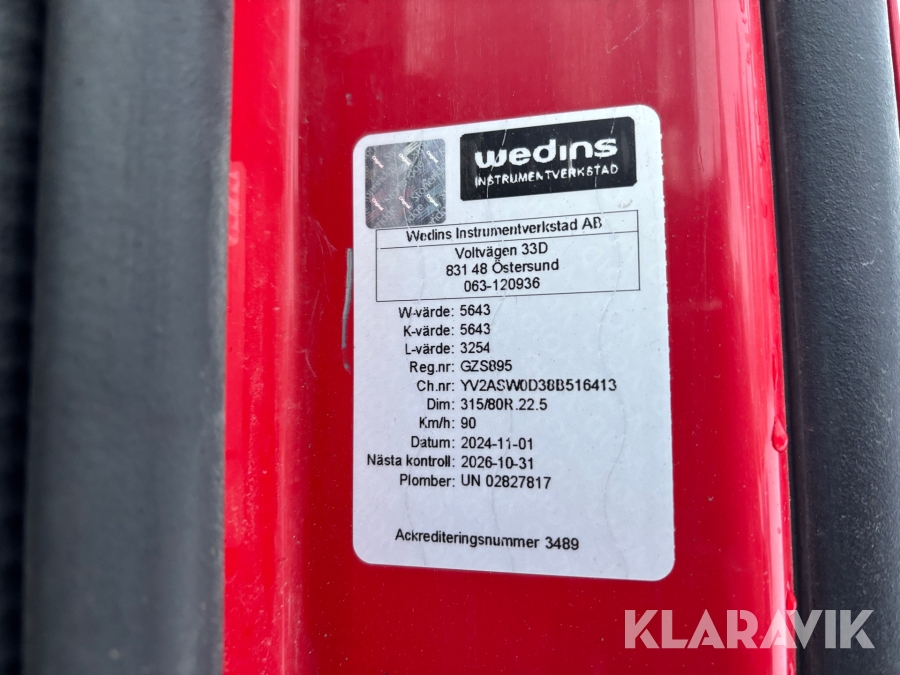 wedins
INSTRUMENTVERKSTAD
Wedins Instrumentverkstad AB
Voltvägen 33D
831 48 Östersund
063-120936
W-värde: 5643
K-värde: 5643
L-värde: 3254
Reg.nr: GZS895
Ch.nr: YV2ASW0D38B516413
Dim: 315/80R.22.5
Km/h: 90
Datum: 2024-11-01
Nästa kontroll: 2026-10-31
Plomber: UN 02827817
Ackrediteringsnummer 3489
KLARAVIK